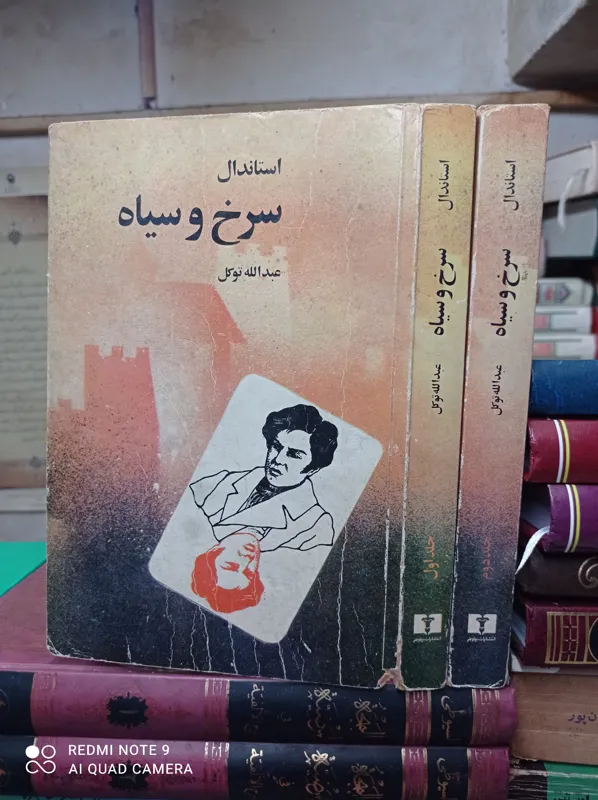 استاندال
سرخ و سیاه
عبدالله توکل
استاندال
سرخ و سیاه
عبدالله توکل
جلد اول
استاندال
سرخ و سیاه
عبدالله توکل
جلد دوم
REDMI NOTE 9
AI QUAD CAMERA